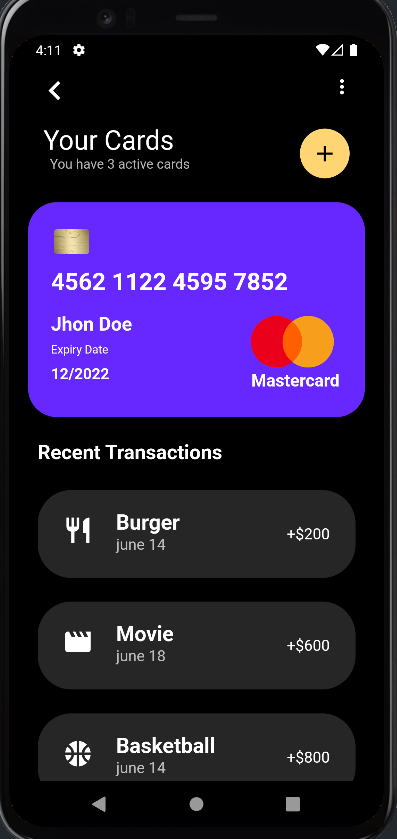 4:11
Your Cards
You have 3 active cards
+
4562 1122 4595 7852
Jhon Doe
Expiry Date
12/2022
Mastercard
Recent Transactions
Burger
june 14
+$200
Movie
june 18
+$600
Basketball
june 14
+$800